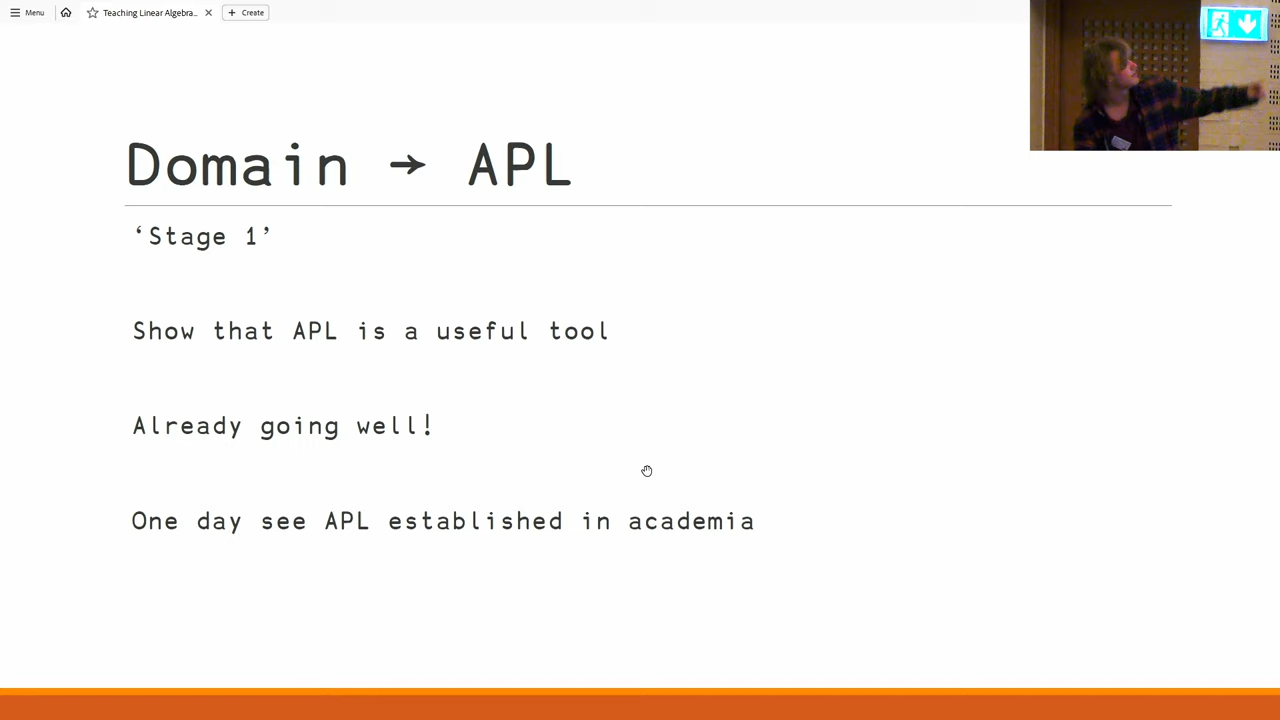 Menu
Teaching Linear Algebra...
Create
Domain → APL
‘Stage 1’
Show that APL is a useful tool
Already going well!
One day see APL established in academia